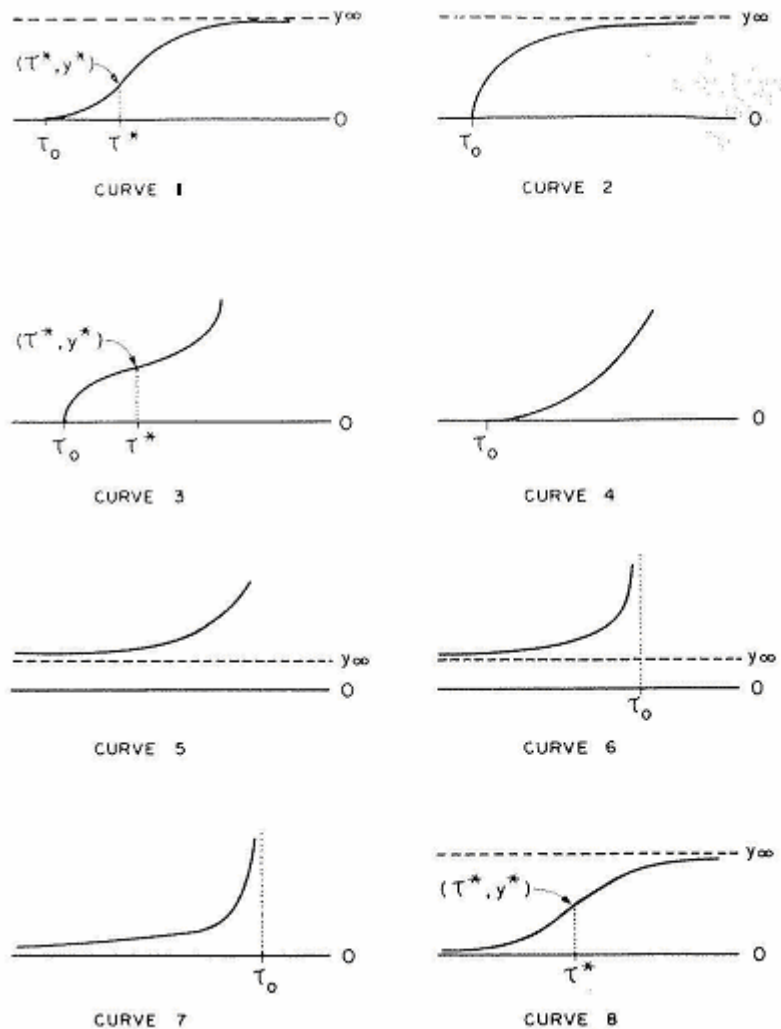 y∞
(τ*, y*)
0
τ₀ τ*
CURVE 1
y∞
0
τ₀
CURVE 2
(τ*, y*)
0
τ₀ τ*
CURVE 3
0
τ₀
CURVE 4
y∞
0
CURVE 5
y∞
0
τ₀
CURVE 6
0
τ₀
CURVE 7
y∞
(τ*, y*)
0
τ*
CURVE 8